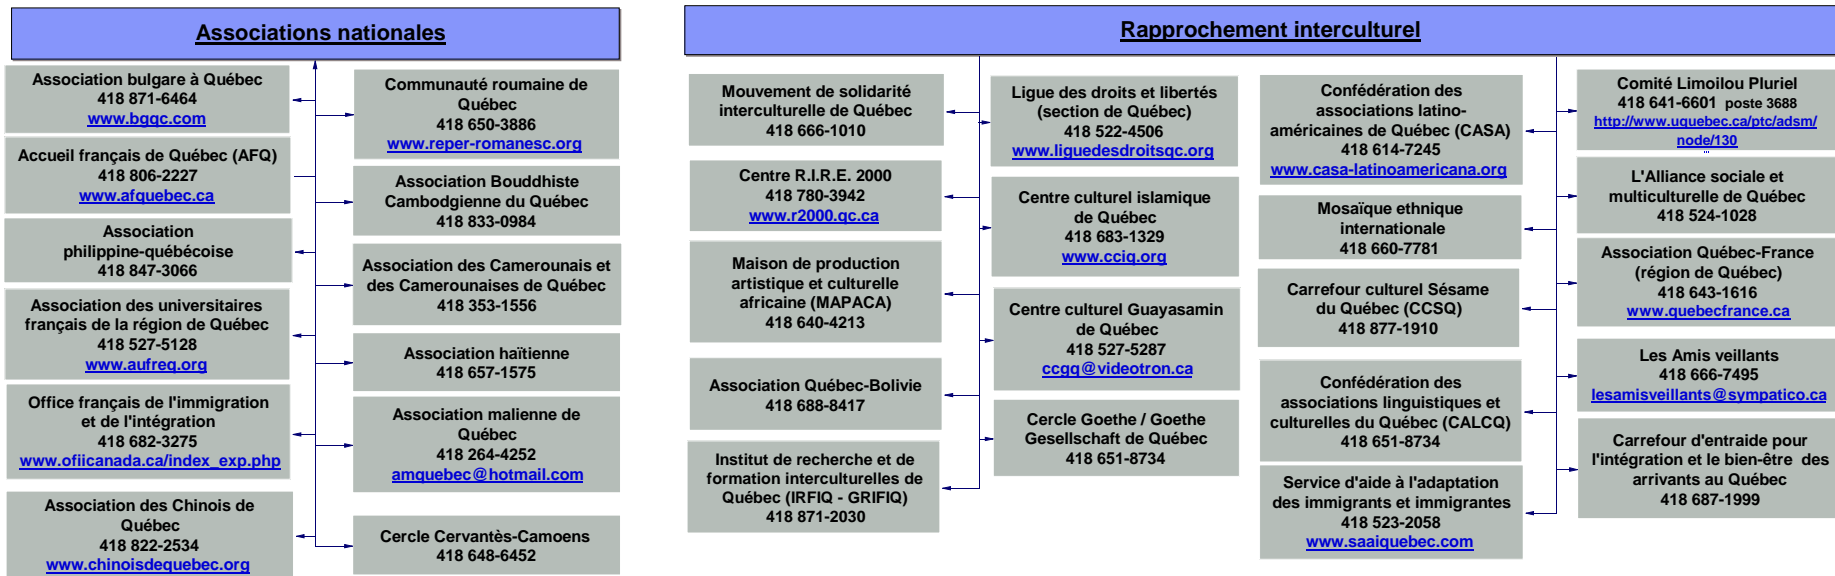 Associations nationales
Association bulgare à Québec
418 871-6464
www.bgqc.com
Accueil français de Québec (AFQ)
418 806-2227
www.afquebec.ca
Association
philippine-québécoise
418 847-3066
Association des universitaires
français de la région de Québec
418 527-5128
www.aufreq.org
Office français de l'immigration
et de l'intégration
418 682-3275
www.ofiicanada.ca/index_exp.php
Association des Chinois de
Québec
418 822-2534
www.chinoisdequebec.org
Communauté roumaine de
Québec
418 650-3886
www.reper-romanesc.org
Association Bouddhiste
Cambodgienne du Québec
418 833-0984
Association des Camerounais et
des Camerounaises de Québec
418 353-1556
Association haïtienne
418 657-1575
Association malienne de
Québec
418 264-4252
amquebec@hotmail.com
Cercle Cervantès-Camoens
418 648-6452
Rapprochement interculturel
Mouvement de solidarité
interculturelle de Québec
418 666-1010
Centre R.I.R.E. 2000
418 780-3942
www.r2000.qc.ca
Maison de production
artistique et culturelle
africaine (MAPACA)
418 640-4213
Association Québec-Bolivie
418 688-8417
Institut de recherche et de
formation interculturelles de
Québec (IRFIQ - GRIFIQ)
418 871-2030
Ligue des droits et libertés
(section de Québec)
418 522-4506
www.liguedesdroitsqc.org
Centre culturel islamique
de Québec
418 683-1329
www.cciq.org
Centre culturel Guayasamin
de Québec
418 527-5287
ccgq@videotron.ca
Cercle Goethe / Goethe
Gesellschaft de Québec
418 651-8734
Confédération des
associations latino-
américaines de Québec (CASA)
418 614-7245
www.casa-latinoamericana.org
Mosaïque ethnique
internationale
418 660-7781
Carrefour culturel Sésame
du Québec (CCSQ)
418 877-1910
Confédération des
associations linguistiques et
culturelles du Québec (CALCQ)
418 651-8734
Service d'aide à l'adaptation
des immigrants et immigrantes
418 523-2058
www.saaiquebec.com
Comité Limoilou Pluriel
418 641-6601 poste 3688
http://www.uquebec.ca/ptc/adsm/
node/130
L'Alliance sociale et
multiculturelle de Québec
418 524-1028
Association Québec-France
(région de Québec)
418 643-1616
www.quebecfrance.ca
Les Amis veillants
418 666-7495
lesamisveillants@sympatico.ca
Carrefour d'entraide pour
l'intégration et le bien-être des
arrivants au Québec
418 687-1999